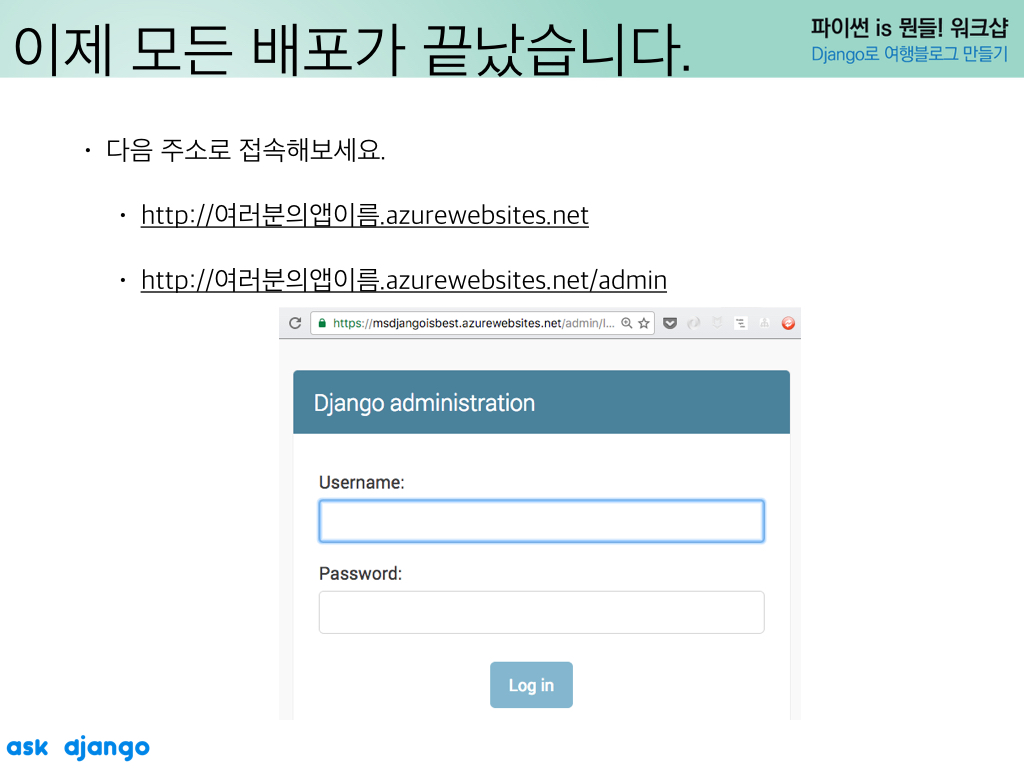 이제 모든 배포가 끝났습니다.
파이썬 is 뭔들! 워크샵
Django로 여행블로그 만들기
• 다음 주소로 접속해보세요.
• http://여러분의앱이름.azurewebsites.net
• http://여러분의앱이름.azurewebsites.net/admin
https://msdjangoisbest.azurewebsites.net/admin/l...
Django administration
Username:
Password:
Log in
ask django